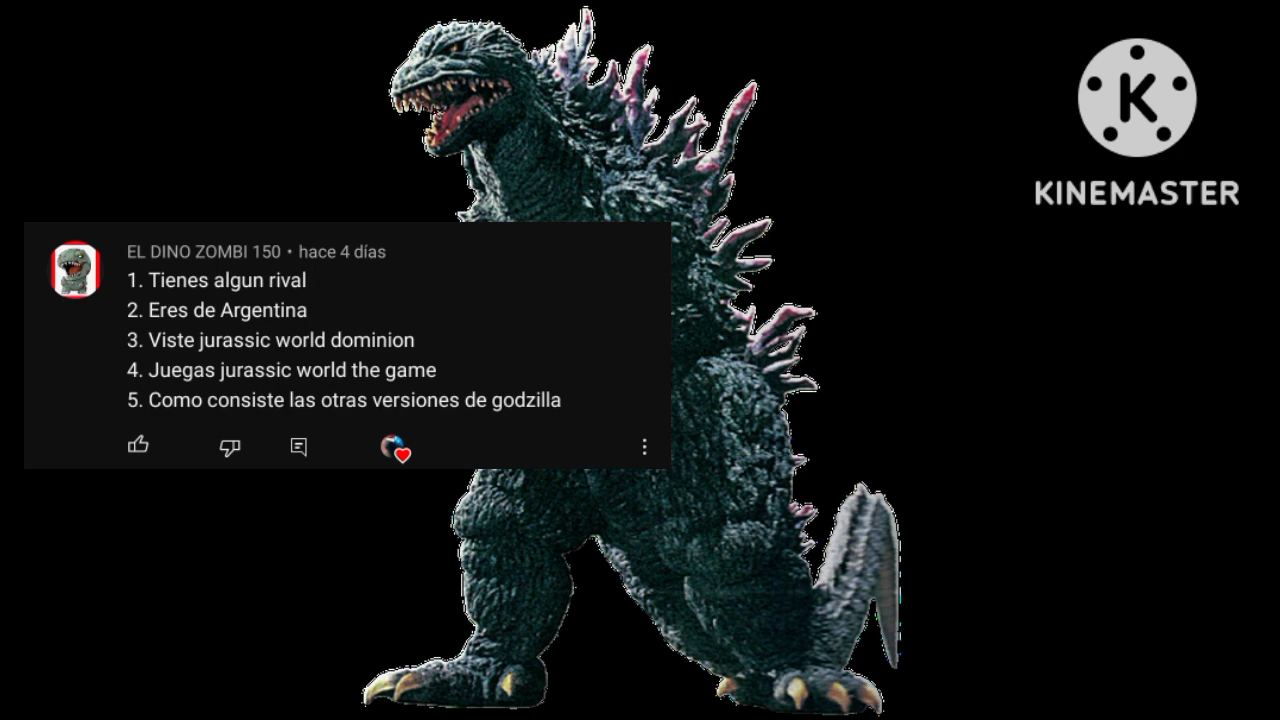 EL DINO ZOMBI 150 • hace 4 días
1. Tienes algun rival
2. Eres de Argentina
3. Viste jurassic world dominion
4. Juegas jurassic world the game
5. Como consiste las otras versiones de godzilla
K
KINEMASTER